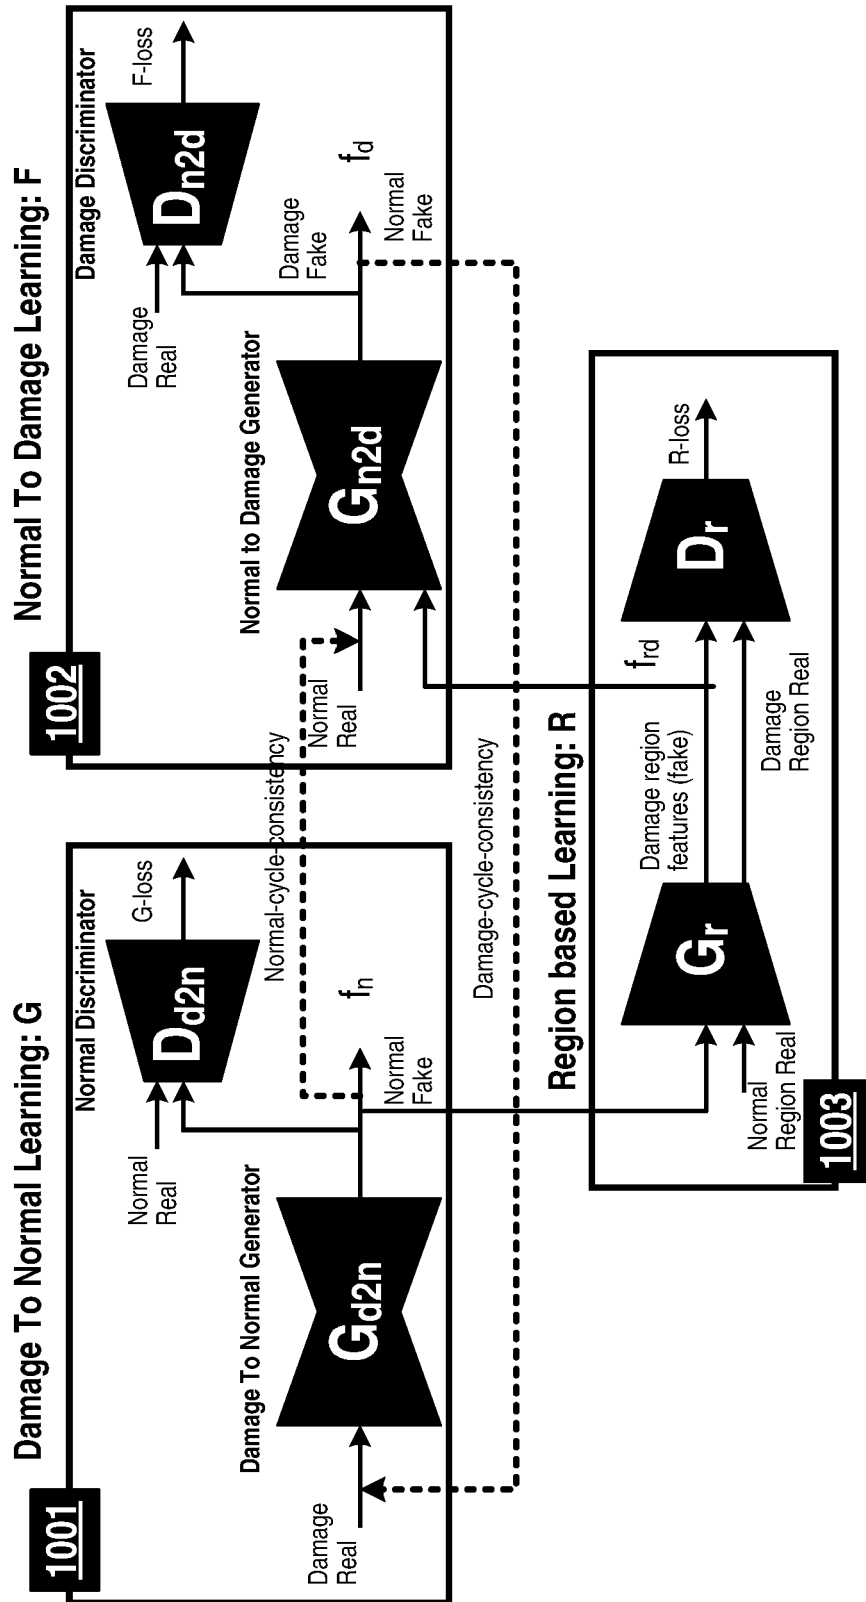 Damage To Normal Learning: G
1001
Normal Discriminator
Normal
Real
Dd2n
G-loss
Damage To Normal Generator
Damage
Real
Gd2n
Normal
Fake
fn
Normal To Damage Learning: F
1002
Damage Discriminator
Damage
Real
Dn2d
F-loss
Damage
Fake
Normal to Damage Generator
Normal
Real
Gn2d
Normal
Fake
fd
Normal-cycle-consistency
Damage-cycle-consistency
Region based Learning: R
1003
Normal
Region Real
Gr
Damage region
features (fake)
frd
Damage
Region Real
Dr
R-loss